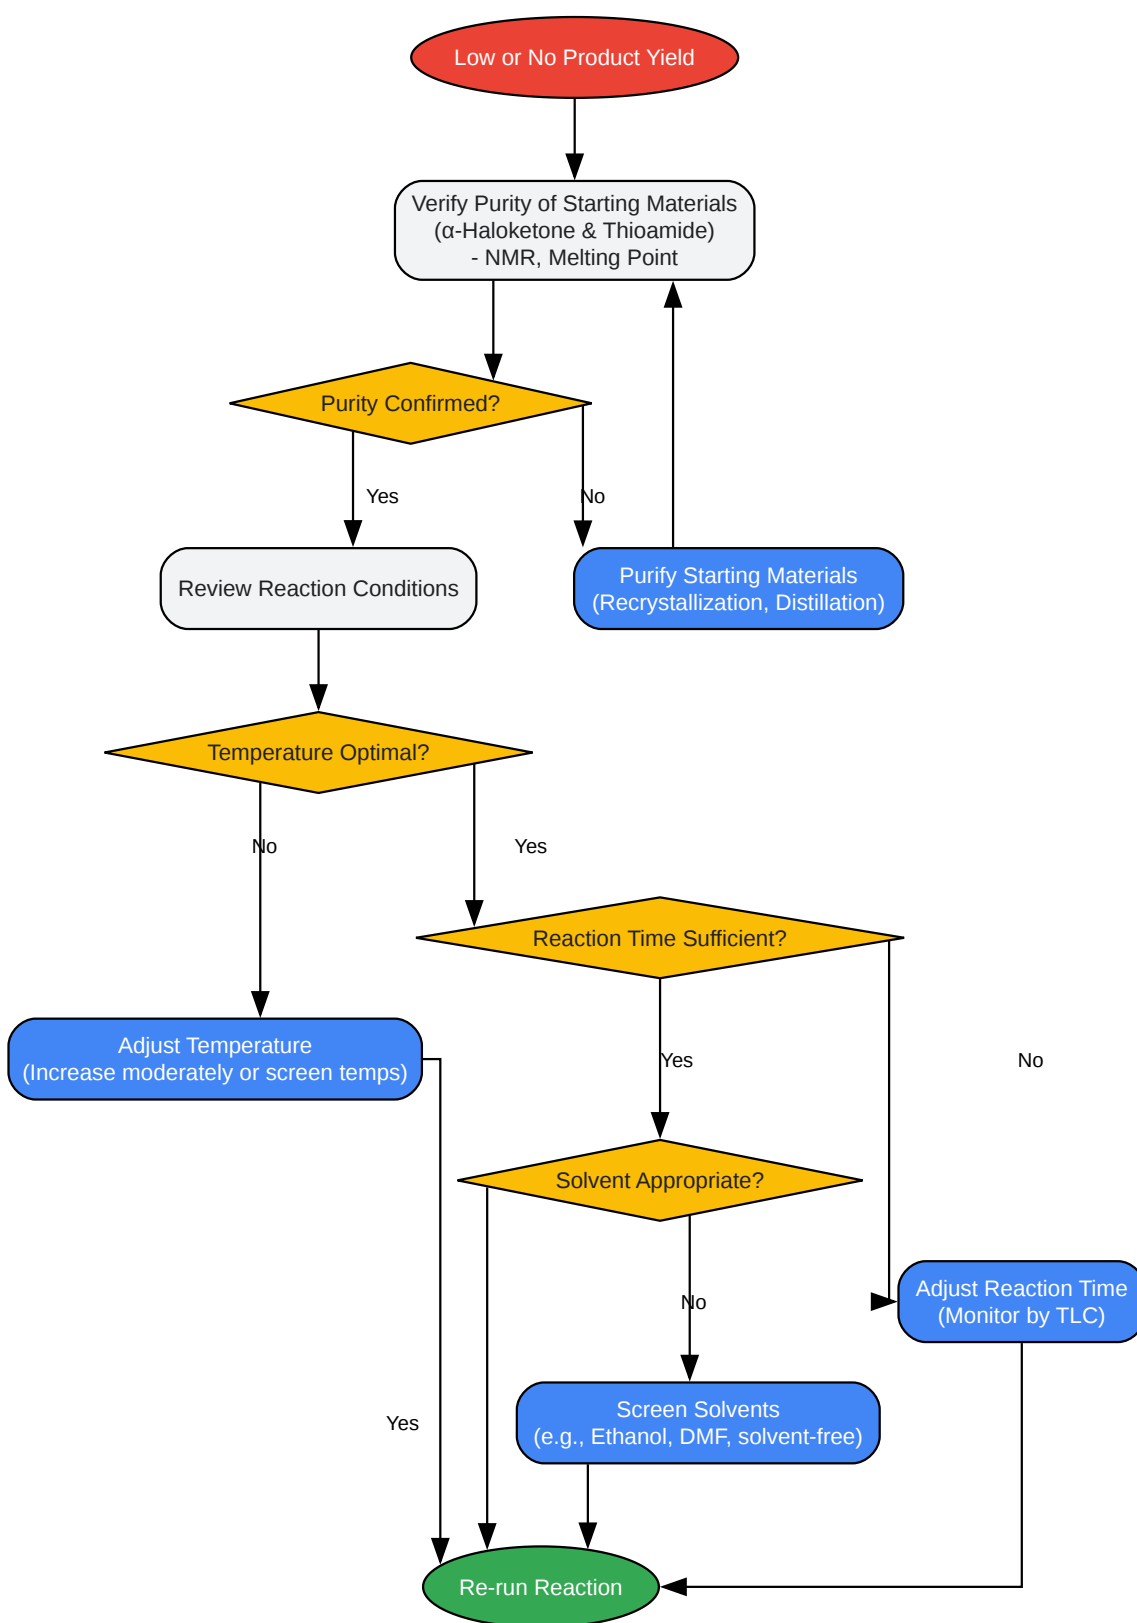 Low or No Product Yield
Verify Purity of Starting Materials
(α-Haloketone & Thioamide)
- NMR, Melting Point
Purity Confirmed?
Yes
No
Review Reaction Conditions
Purify Starting Materials
(Recrystallization, Distillation)
Temperature Optimal?
No
Yes
Reaction Time Sufficient?
Adjust Temperature
(Increase moderately or screen temps)
Yes
No
Solvent Appropriate?
No
Adjust Reaction Time
(Monitor by TLC)
Screen Solvents
(e.g., Ethanol, DMF, solvent-free)
Yes
Re-run Reaction